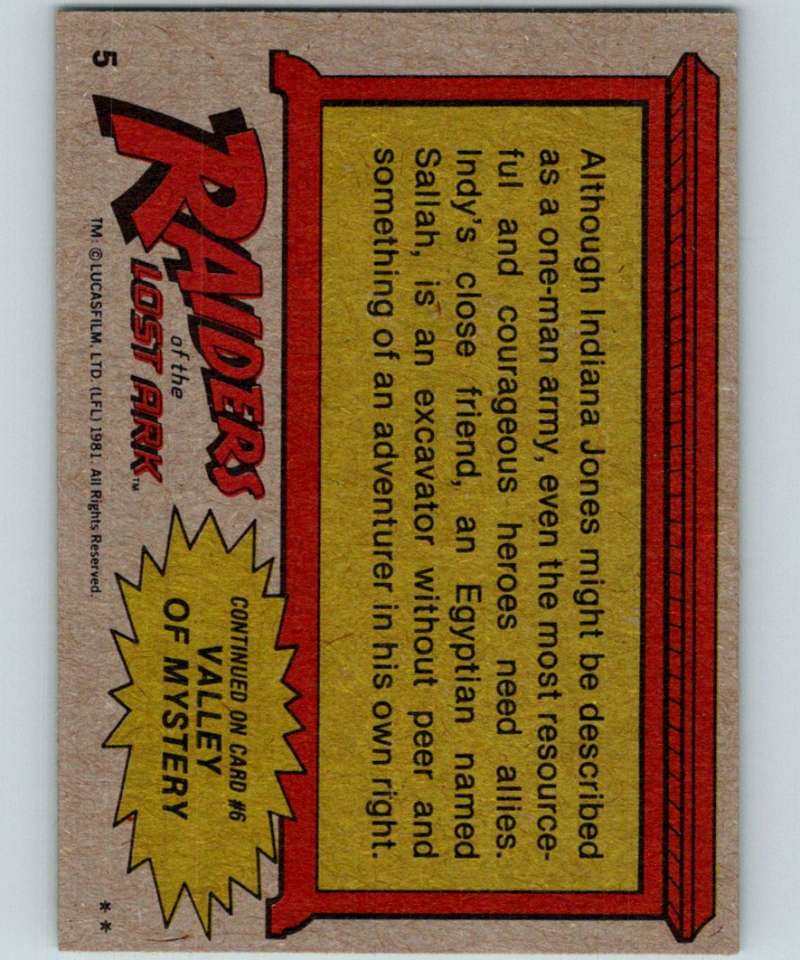 Although Indiana Jones might be described
as a one-man army, even the most resource-
ful and courageous heroes need allies.
Indy's close friend, an Egyptian named
Sallah, is an excavator without peer and
something of an adventurer in his own right.
RAIDERS
of the
LOST ARK™
CONTINUED ON CARD #6
VALLEY
OF MYSTERY
5
TM: © LUCASFILM, LTD. (LFL) 1981 All Rights Reserved.
**